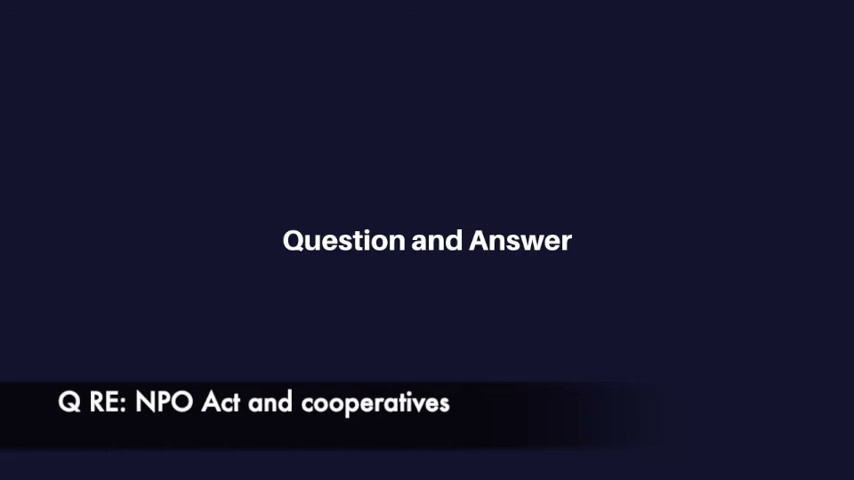 Question and Answer
Q RE: NPO Act and cooperatives